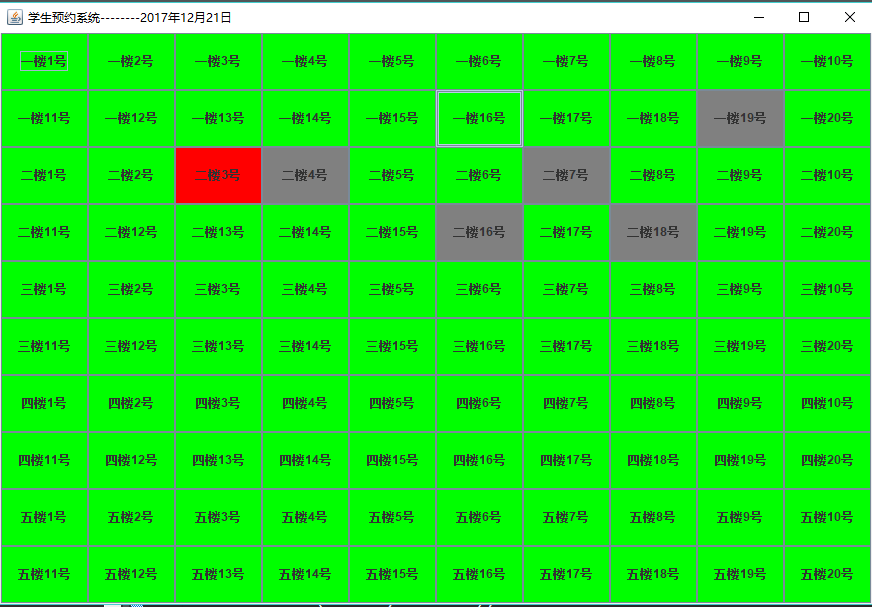 学生预约系统--------2017年12月21日
一楼1号 一楼2号 一楼3号 一楼4号 一楼5号 一楼6号 一楼7号 一楼8号 一楼9号 一楼10号
一楼11号 一楼12号 一楼13号 一楼14号 一楼15号 一楼16号 一楼17号 一楼18号 一楼19号 一楼20号
二楼1号 二楼2号 二楼3号 二楼4号 二楼5号 二楼6号 二楼7号 二楼8号 二楼9号 二楼10号
二楼11号 二楼12号 二楼13号 二楼14号 二楼15号 二楼16号 二楼17号 二楼18号 二楼19号 二楼20号
三楼1号 三楼2号 三楼3号 三楼4号 三楼5号 三楼6号 三楼7号 三楼8号 三楼9号 三楼10号
三楼11号 三楼12号 三楼13号 三楼14号 三楼15号 三楼16号 三楼17号 三楼18号 三楼19号 三楼20号
四楼1号 四楼2号 四楼3号 四楼4号 四楼5号 四楼6号 四楼7号 四楼8号 四楼9号 四楼10号
四楼11号 四楼12号 四楼13号 四楼14号 四楼15号 四楼16号 四楼17号 四楼18号 四楼19号 四楼20号
五楼1号 五楼2号 五楼3号 五楼4号 五楼5号 五楼6号 五楼7号 五楼8号 五楼9号 五楼10号
五楼11号 五楼12号 五楼13号 五楼14号 五楼15号 五楼16号 五楼17号 五楼18号 五楼19号 五楼20号